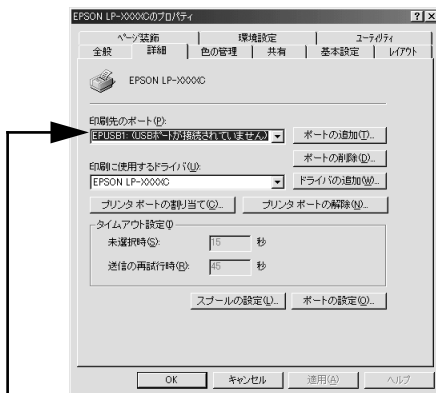 EPSON LP-XXXXCのプロパティ
ページ装飾 環境設定 ユーティリティ
全般 詳細 色の管理 共有 基本設定 レイアウト
EPSON LP-XXXXC
印刷先のポート(P):
EPUSB1: (USBポートが接続されていません) ポートの追加(T)...
ポートの削除(D)...
印刷に使用するドライバ(U):
EPSON LP-XXXXC ドライバの追加(W)...
プリンタ ポートの割り当て(C)... プリンタ ポートの解除(N)...
タイムアウト設定
未選択時(S): 15 秒
送信の再試行時(R): 45 秒
スプールの設定(L)... ポートの設定(O)...
OK キャンセル 適用(A) ヘルプ